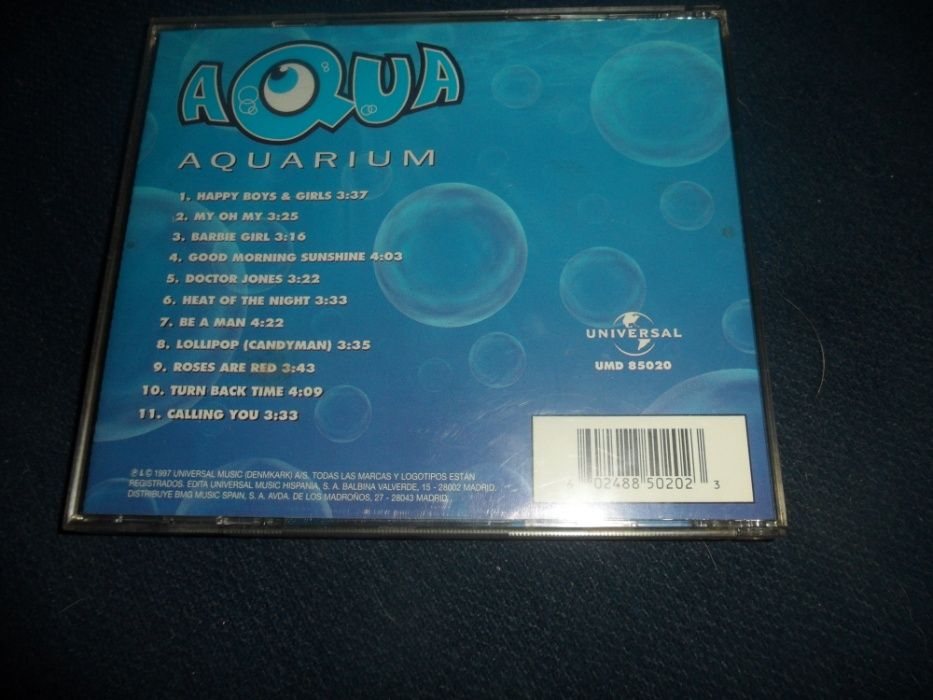 AQUA
AQUARIUM
1. HAPPY BOYS & GIRLS 3:37
2. MY OH MY 3:25
3. BARBIE GIRL 3:16
4. GOOD MORNING SUNSHINE 4:03
5. DOCTOR JONES 3:22
6. HEAT OF THE NIGHT 3:33
7. BE A MAN 4:22
8. LOLLIPOP (CANDYMAN) 3:35
9. ROSES ARE RED 3:43
10. TURN BACK TIME 4:09
11. CALLING YOU 3:33
UNIVERSAL
UMD 85020
℗ & © 1997 UNIVERSAL MUSIC (DENMKARK) A/S. TODAS LAS MARCAS Y LOGOTIPOS ESTÁN
REGISTRADOS. EDITA UNIVERSAL MUSIC HISPANIA, S. A. BALBINA VALVERDE, 15 - 28002 MADRID.
DISTRIBUYE BMG MUSIC SPAIN, S. A. AVDA. DE LOS MADROÑOS, 27 - 28043 MADRID.
6 02488 50202 3